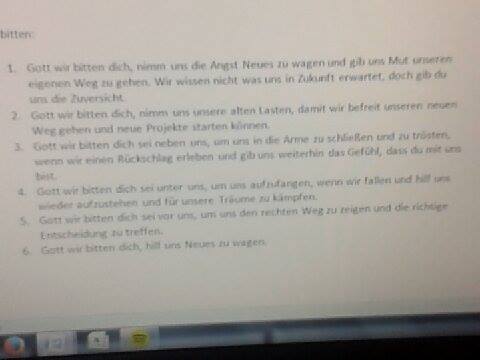 bitten:
1. Gott wir bitten dich, nimm uns die Angst Neues zu wagen und gib uns Mut unseren
eigenen Weg zu gehen. Wir wissen nicht was uns in Zukunft erwartet, doch gib du
uns die Zuversicht.
2. Gott wir bitten dich, nimm uns unsere alten Lasten, damit wir befreit unseren neuen
Weg gehen und neue Projekte starten können.
3. Gott wir bitten dich sei neben uns, um uns in die Arme zu schließen und zu trösten,
wenn wir einen Rückschlag erleben und gib uns weiterhin das Gefühl, dass du mit uns
bist.
4. Gott wir bitten dich sei unter uns, um uns aufzufangen, wenn wir fallen und hilf uns
wieder aufzustehen und für unsere Träume zu kämpfen.
5. Gott wir bitten dich sei vor uns, um uns den rechten Weg zu zeigen und die richtige
Entscheidung zu treffen.
6. Gott wir bitten dich, hilf uns Neues zu wagen.